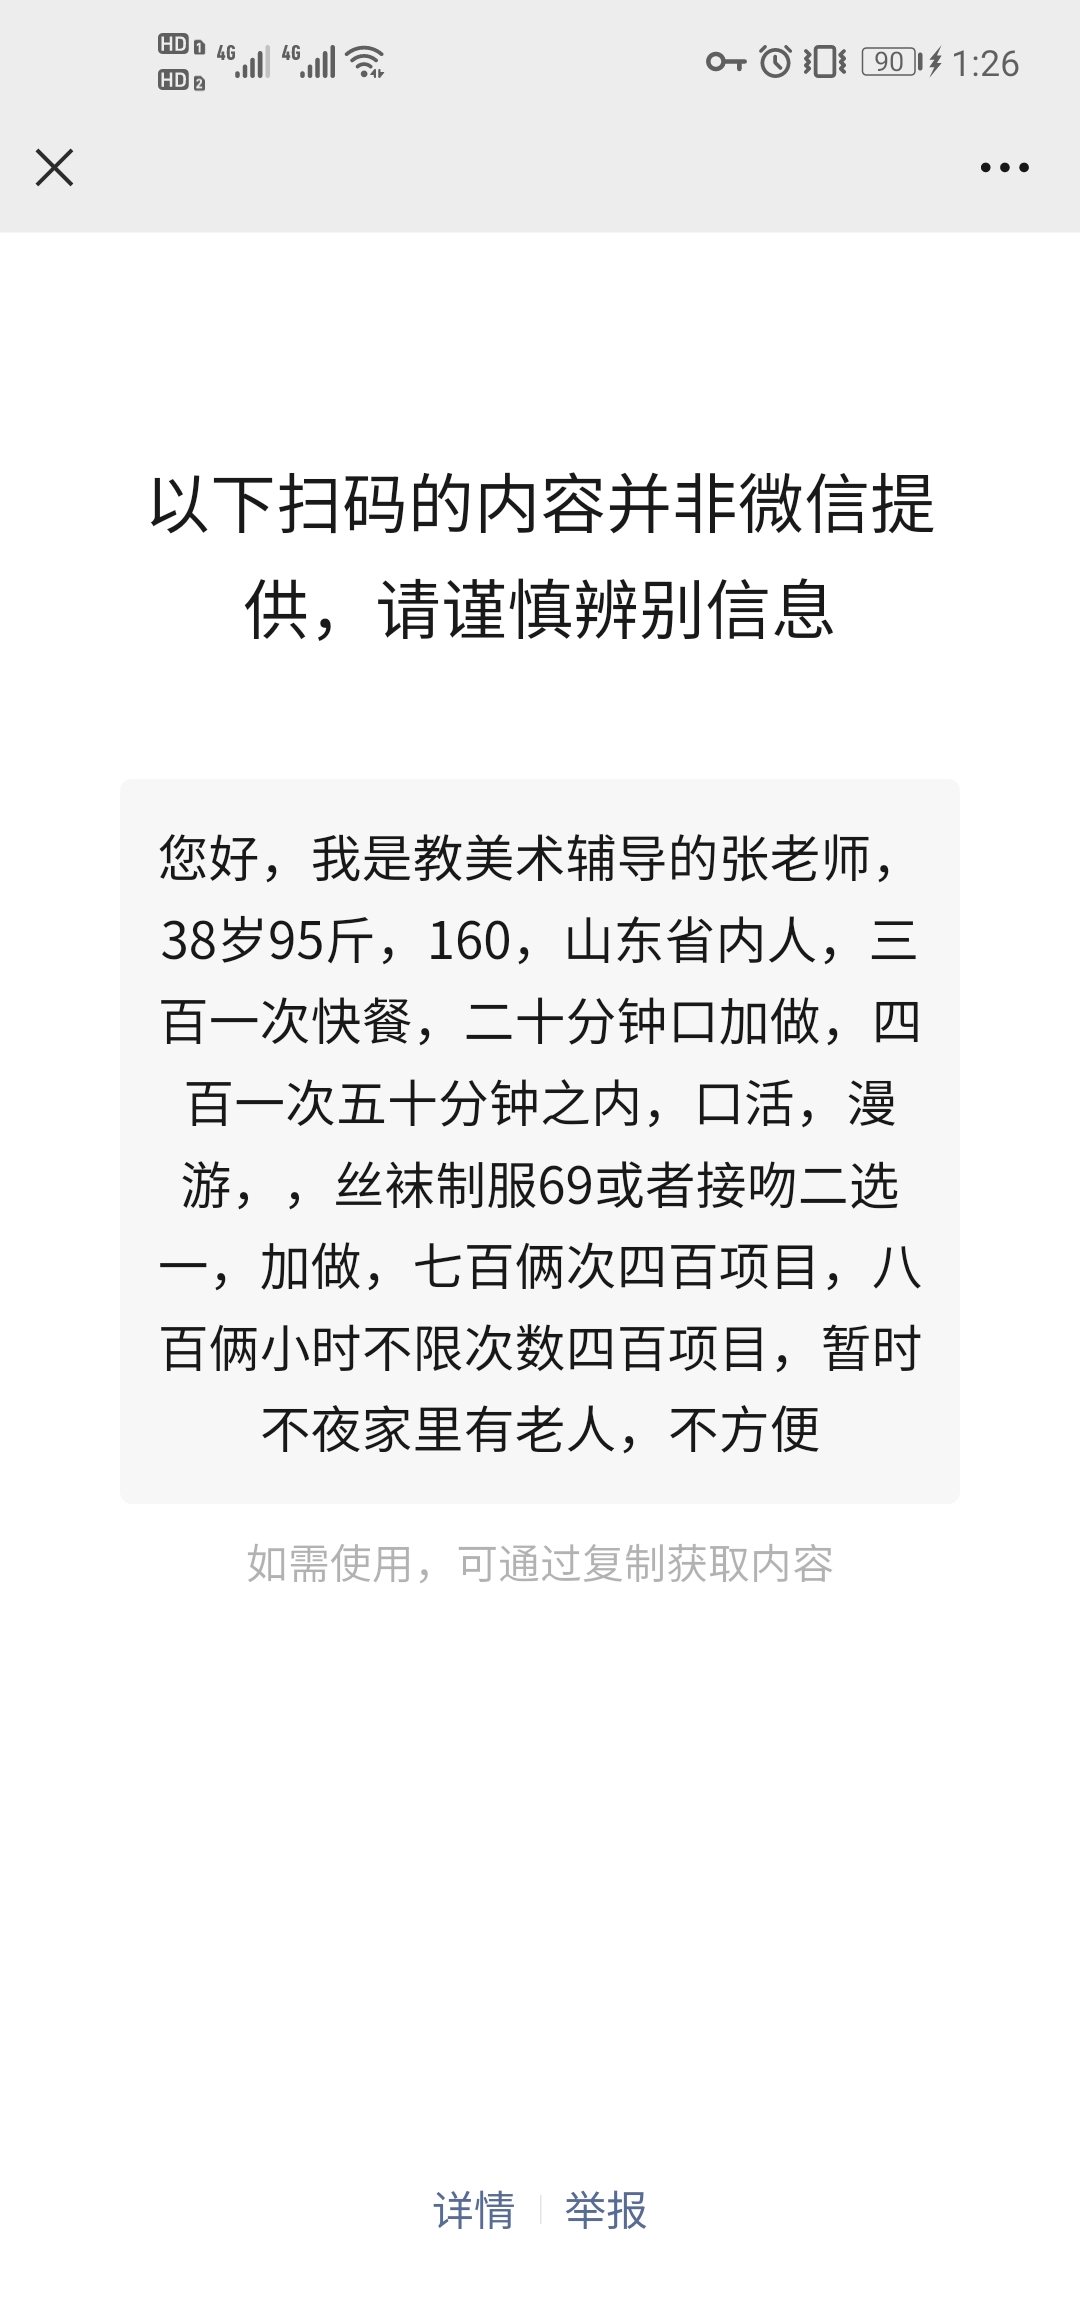 HD 1 4G 4G 90 1:26
HD 2
以下扫码的内容并非微信提
供，请谨慎辨别信息
您好，我是教美术辅导的张老师，
38岁95斤，160，山东省内人，三
百一次快餐，二十分钟口加做，四
百一次五十分钟之内，口活，漫
游，，丝袜制服69或者接吻二选
一，加做，七百俩次四百项目，八
百俩小时不限次数四百项目，暂时
不夜家里有老人，不方便
如需使用，可通过复制获取内容
详情 举报